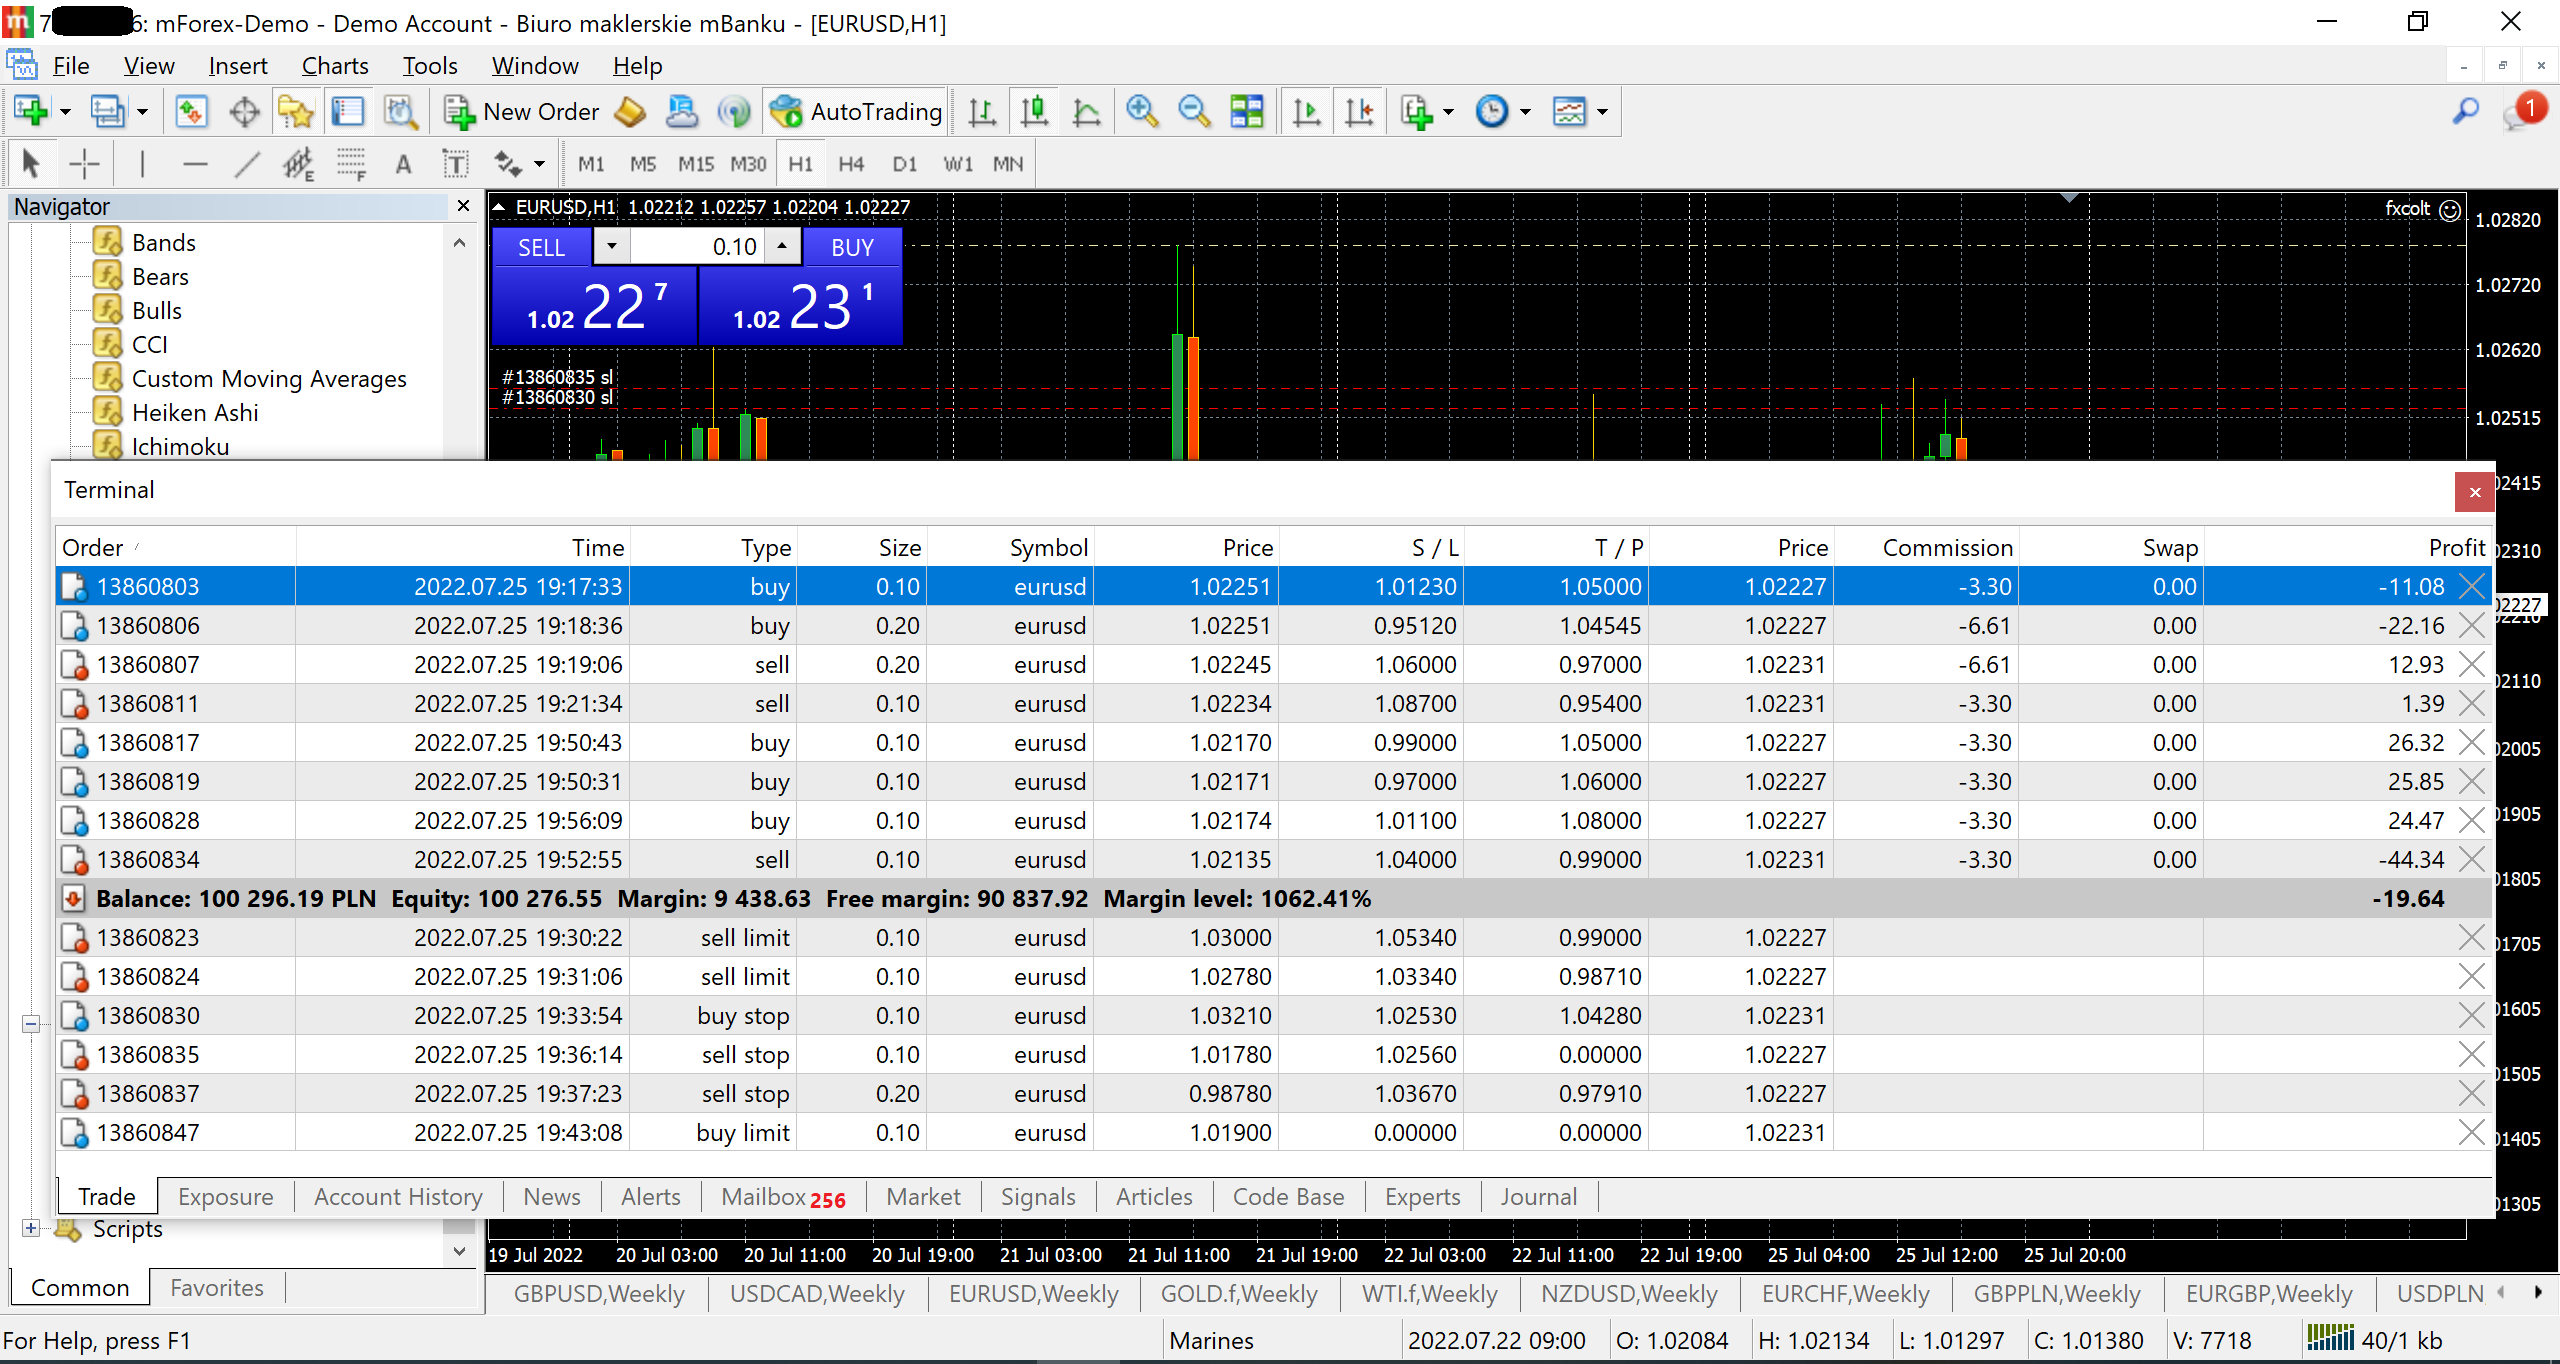 7 6: mForex-Demo - Demo Account - Biuro maklerskie mBanku - [EURUSD,H1]
File View Insert Charts Tools Window Help
New Order AutoTrading 1
E F A T M1 M5 M15 M30 H1 H4 D1 W1 MN
Navigator
Bands
Bears
Bulls
CCI
Custom Moving Averages
Heiken Ashi
Ichimoku
EURUSD,H1 1.02212 1.02257 1.02204 1.02227
fxcolt
SELL 0.10 BUY
1.02 22 7 1.02 23 1
#13860835 sl
#13860830 sl
1.02820
1.02720
1.02620
1.02515
Terminal
Order Time Type Size Symbol Price S / L T / P Price Commission Swap Profit
13860803 2022.07.25 19:17:33 buy 0.10 eurusd 1.02251 1.01230 1.05000 1.02227 -3.30 0.00 -11.08
13860806 2022.07.25 19:18:36 buy 0.20 eurusd 1.02251 0.95120 1.04545 1.02227 -6.61 0.00 -22.16
13860807 2022.07.25 19:19:06 sell 0.20 eurusd 1.02245 1.06000 0.97000 1.02231 -6.61 0.00 12.93
13860811 2022.07.25 19:21:34 sell 0.10 eurusd 1.02234 1.08700 0.95400 1.02231 -3.30 0.00 1.39
13860817 2022.07.25 19:50:43 buy 0.10 eurusd 1.02170 0.99000 1.05000 1.02227 -3.30 0.00 26.32
13860819 2022.07.25 19:50:31 buy 0.10 eurusd 1.02171 0.97000 1.06000 1.02227 -3.30 0.00 25.85
13860828 2022.07.25 19:56:09 buy 0.10 eurusd 1.02174 1.01100 1.08000 1.02227 -3.30 0.00 24.47
13860834 2022.07.25 19:52:55 sell 0.10 eurusd 1.02135 1.04000 0.99000 1.02231 -3.30 0.00 -44.34
Balance: 100 296.19 PLN Equity: 100 276.55 Margin: 9 438.63 Free margin: 90 837.92 Margin level: 1062.41% -19.64
13860823 2022.07.25 19:30:22 sell limit 0.10 eurusd 1.03000 1.05340 0.99000 1.02227
13860824 2022.07.25 19:31:06 sell limit 0.10 eurusd 1.02780 1.03340 0.98710 1.02227
13860830 2022.07.25 19:33:54 buy stop 0.10 eurusd 1.03210 1.02530 1.04280 1.02231
13860835 2022.07.25 19:36:14 sell stop 0.10 eurusd 1.01780 1.02560 0.00000 1.02227
13860837 2022.07.25 19:37:23 sell stop 0.20 eurusd 0.98780 1.03670 0.97910 1.02227
13860847 2022.07.25 19:43:08 buy limit 0.10 eurusd 1.01900 0.00000 0.00000 1.02231
02415
02310
02227
02210
02110
02005
01905
01805
01705
01605
01505
01405
01305
Trade Exposure Account History News Alerts Mailbox 256 Market Signals Articles Code Base Experts Journal
Scripts
19 Jul 2022 20 Jul 03:00 20 Jul 11:00 20 Jul 19:00 21 Jul 03:00 21 Jul 11:00 21 Jul 19:00 22 Jul 03:00 22 Jul 11:00 22 Jul 19:00 25 Jul 04:00 25 Jul 12:00 25 Jul 20:00
Common Favorites
GBPUSD,Weekly USDCAD,Weekly EURUSD,Weekly GOLD.f,Weekly WTI.f,Weekly NZDUSD,Weekly EURCHF,Weekly GBPPLN,Weekly EURGBP,Weekly USDPLN
For Help, press F1 Marines 2022.07.22 09:00 O: 1.02084 H: 1.02134 L: 1.01297 C: 1.01380 V: 7718 40/1 kb